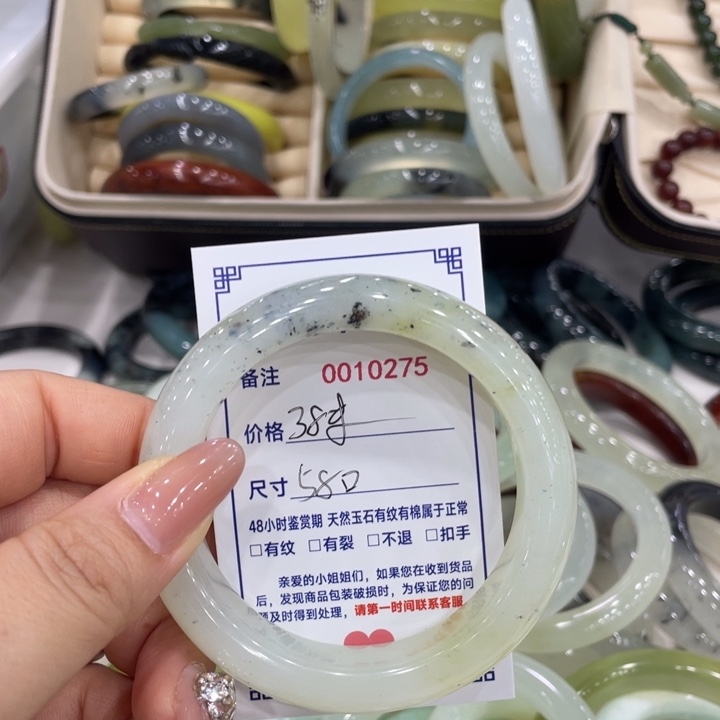 备注 0010275
价格 38
尺寸 580
48小时鉴赏期 天然玉石有纹有棉属于正常
□有纹 □有裂 □不退 □扣手
亲爱的小姐姐们，如果您在收到货品
后，发现商品包装破损时，为保证您的问
题及时得到处理，请第一时间联系客服